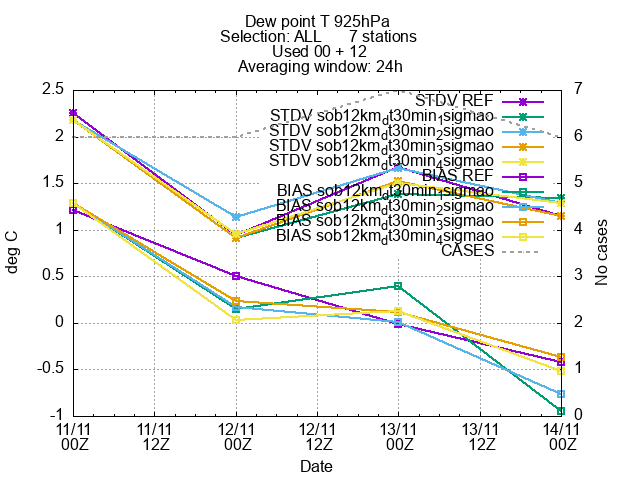 Dew point T 925hPa
Selection: ALL 7 stations
Used 00 + 12
Averaging window: 24h
2.5
2
1.5
1
0.5
0
-0.5
-1
deg C
7
6
5
4
3
2
1
0
No cases
STDV REF
STDV sob12km_dt30min_1sigmao
STDV sob12km_dt30min_2sigmao
STDV sob12km_dt30min_3sigmao
STDV sob12km_dt30min_4sigmao
BIAS REF
BIAS sob12km_dt30min_1sigmao
BIAS sob12km_dt30min_2sigmao
BIAS sob12km_dt30min_3sigmao
BIAS sob12km_dt30min_4sigmao
CASES
11/11 11/11 12/11 12/11 13/11 13/11 14/11
00Z 12Z 00Z 12Z 00Z 12Z 00Z
Date